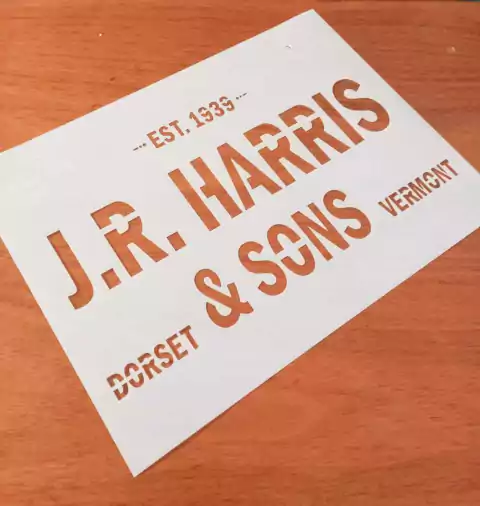 EST. 1939
J.R. HARRIS
& SONS
DORSET VERMONT